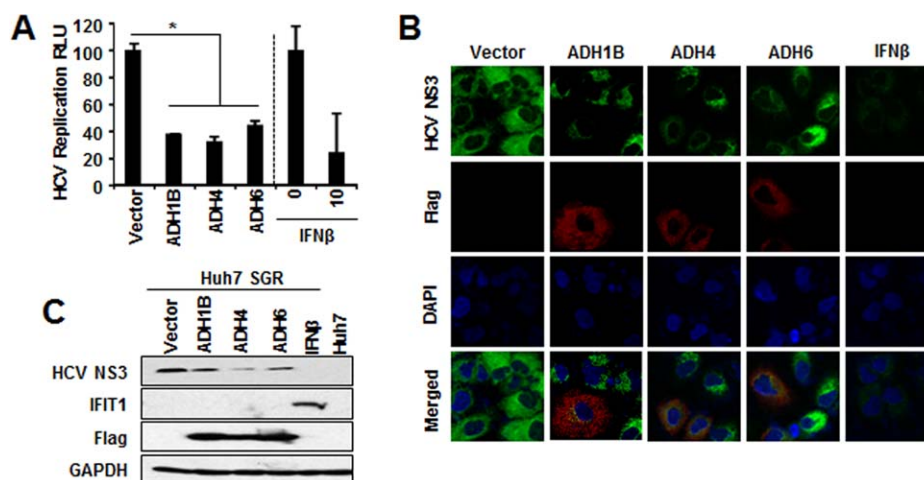 A
HCV Replication RLU
120
100
80
60
40
20
0
*
Vector
ADH1B
ADH4
ADH6
0
10
IFNβ
B
Vector
ADH1B
ADH4
ADH6
IFNβ
HCV NS3
Flag
DAPI
Merged
C
Huh7 SGR
Vector
ADH1B
ADH4
ADH6
IFNβ
Huh7
HCV NS3
IFIT1
Flag
GAPDH